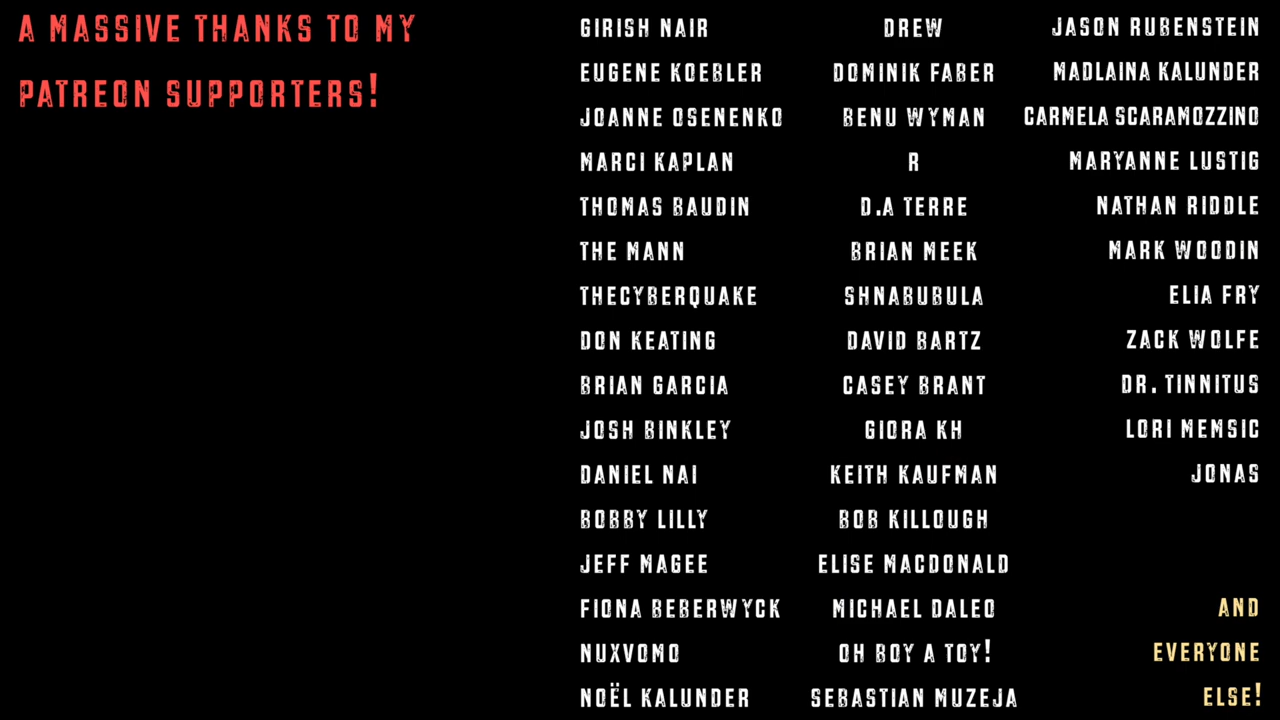 A MASSIVE THANKS TO MY
PATREON SUPPORTERS!
GIRISH NAIR
EUGENE KOEBLER
JOANNE OSENENKO
MARCI KAPLAN
THOMAS BAUDIN
THE MANN
THECYBERQUAKE
DON KEATING
BRIAN GARCIA
JOSH BINKLEY
DANIEL NAI
BOBBY LILLY
JEFF MAGEE
FIONA BEBERWYCK
NUXVOMO
NOËL KALUNDER
DREW
DOMINIK FABER
BENU WYMAN
R
D.A TERRE
BRIAN MEEK
SHNABUBULA
DAVID BARTZ
CASEY BRANT
GIORA KH
KEITH KAUFMAN
BOB KILLOUGH
ELISE MACDONALD
MICHAEL DALEO
OH BOY A TOY!
SEBASTIAN MUZEJA
JASON RUBENSTEIN
MADLAINA KALUNDER
CARMELA SCARAMOZZINO
MARYANNE LUSTIG
NATHAN RIDDLE
MARK WOODIN
ELIA FRY
ZACK WOLFE
DR. TINNITUS
LORI MEMSIC
JONAS
AND
EVERYONE
ELSE!